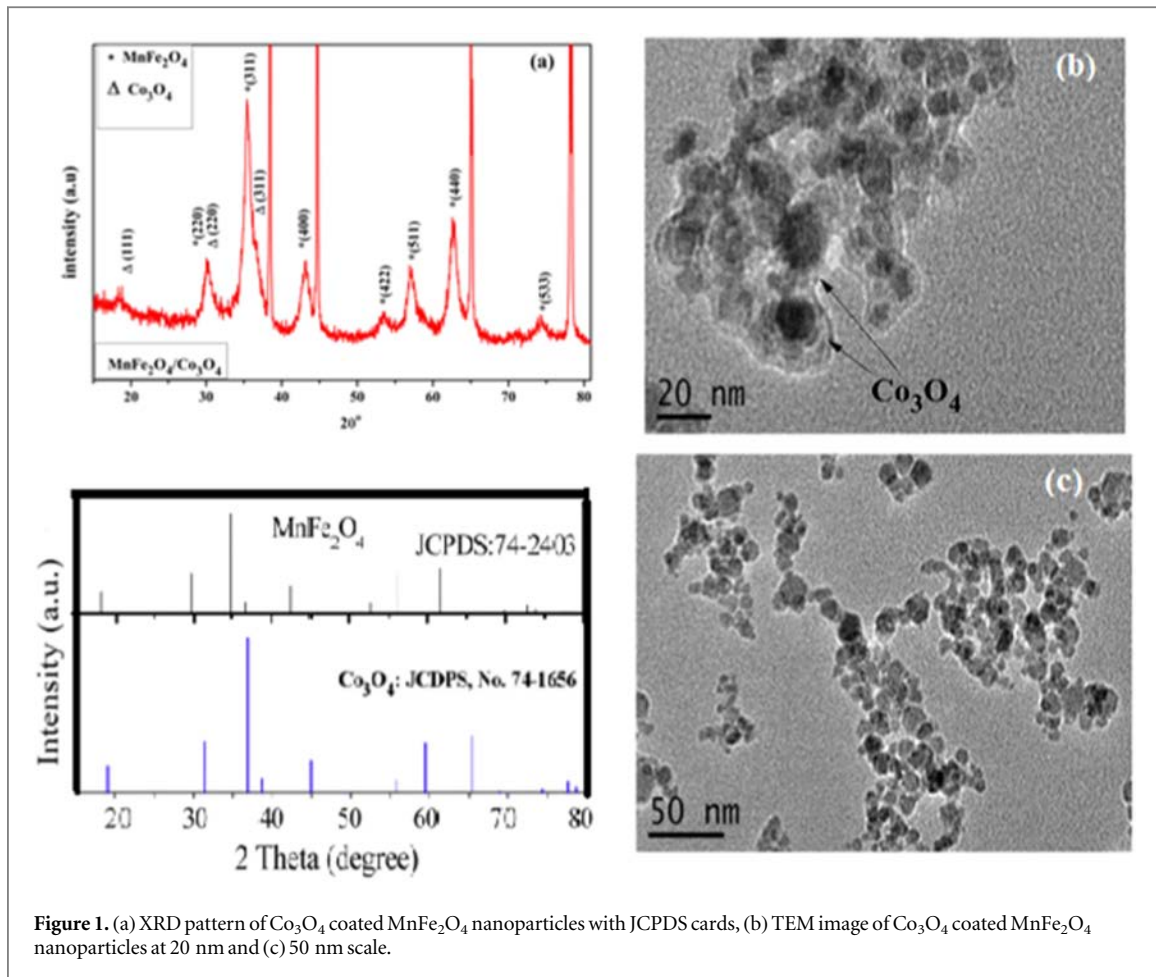 * MnFe₂O₄
Δ Co₃O₄
(a)
Δ (111)
*(220)
Δ (220)
*(311)
Δ (311)
*(400)
*(422)
*(511)
*(440)
*(533)
intensity (a.u)
MnFe₂O₄/Co₃O₄
20 30 40 50 60 70 80
2θ°
(b)
Co₃O₄
20 nm
MnFe₂O₄
JCPDS:74-2403
Co₃O₄: JCDPS, No. 74-1656
Intensity (a.u.)
20 30 40 50 60 70 80
2 Theta (degree)
(c)
50 nm
Figure 1. (a) XRD pattern of Co₃O₄ coated MnFe₂O₄ nanoparticles with JCPDS cards, (b) TEM image of Co₃O₄ coated MnFe₂O₄
nanoparticles at 20 nm and (c) 50 nm scale.